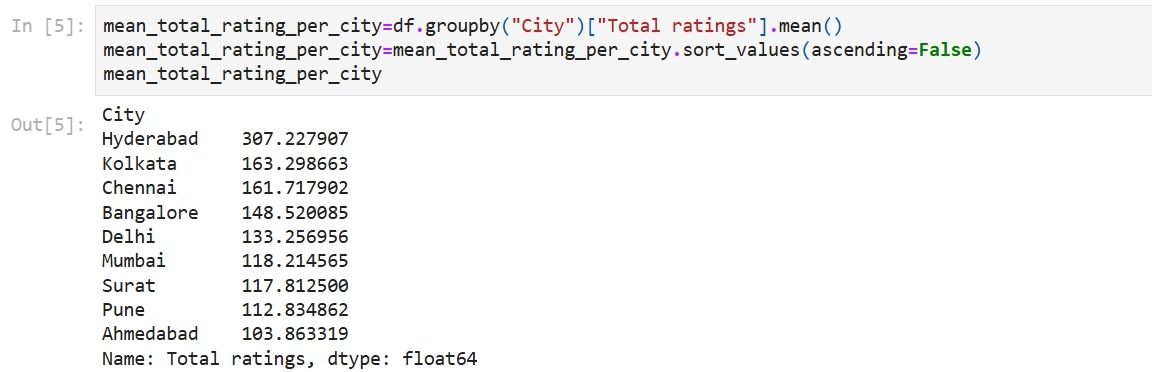 In [5]: mean_total_rating_per_city=df.groupby("City")["Total ratings"].mean()
mean_total_rating_per_city=mean_total_rating_per_city.sort_values(ascending=False)
mean_total_rating_per_city
Out[5]: City
Hyderabad    307.227907
Kolkata      163.298663
Chennai      161.717902
Bangalore    148.520085
Delhi        133.256956
Mumbai       118.214565
Surat        117.812500
Pune         112.834862
Ahmedabad    103.863319
Name: Total ratings, dtype: float64